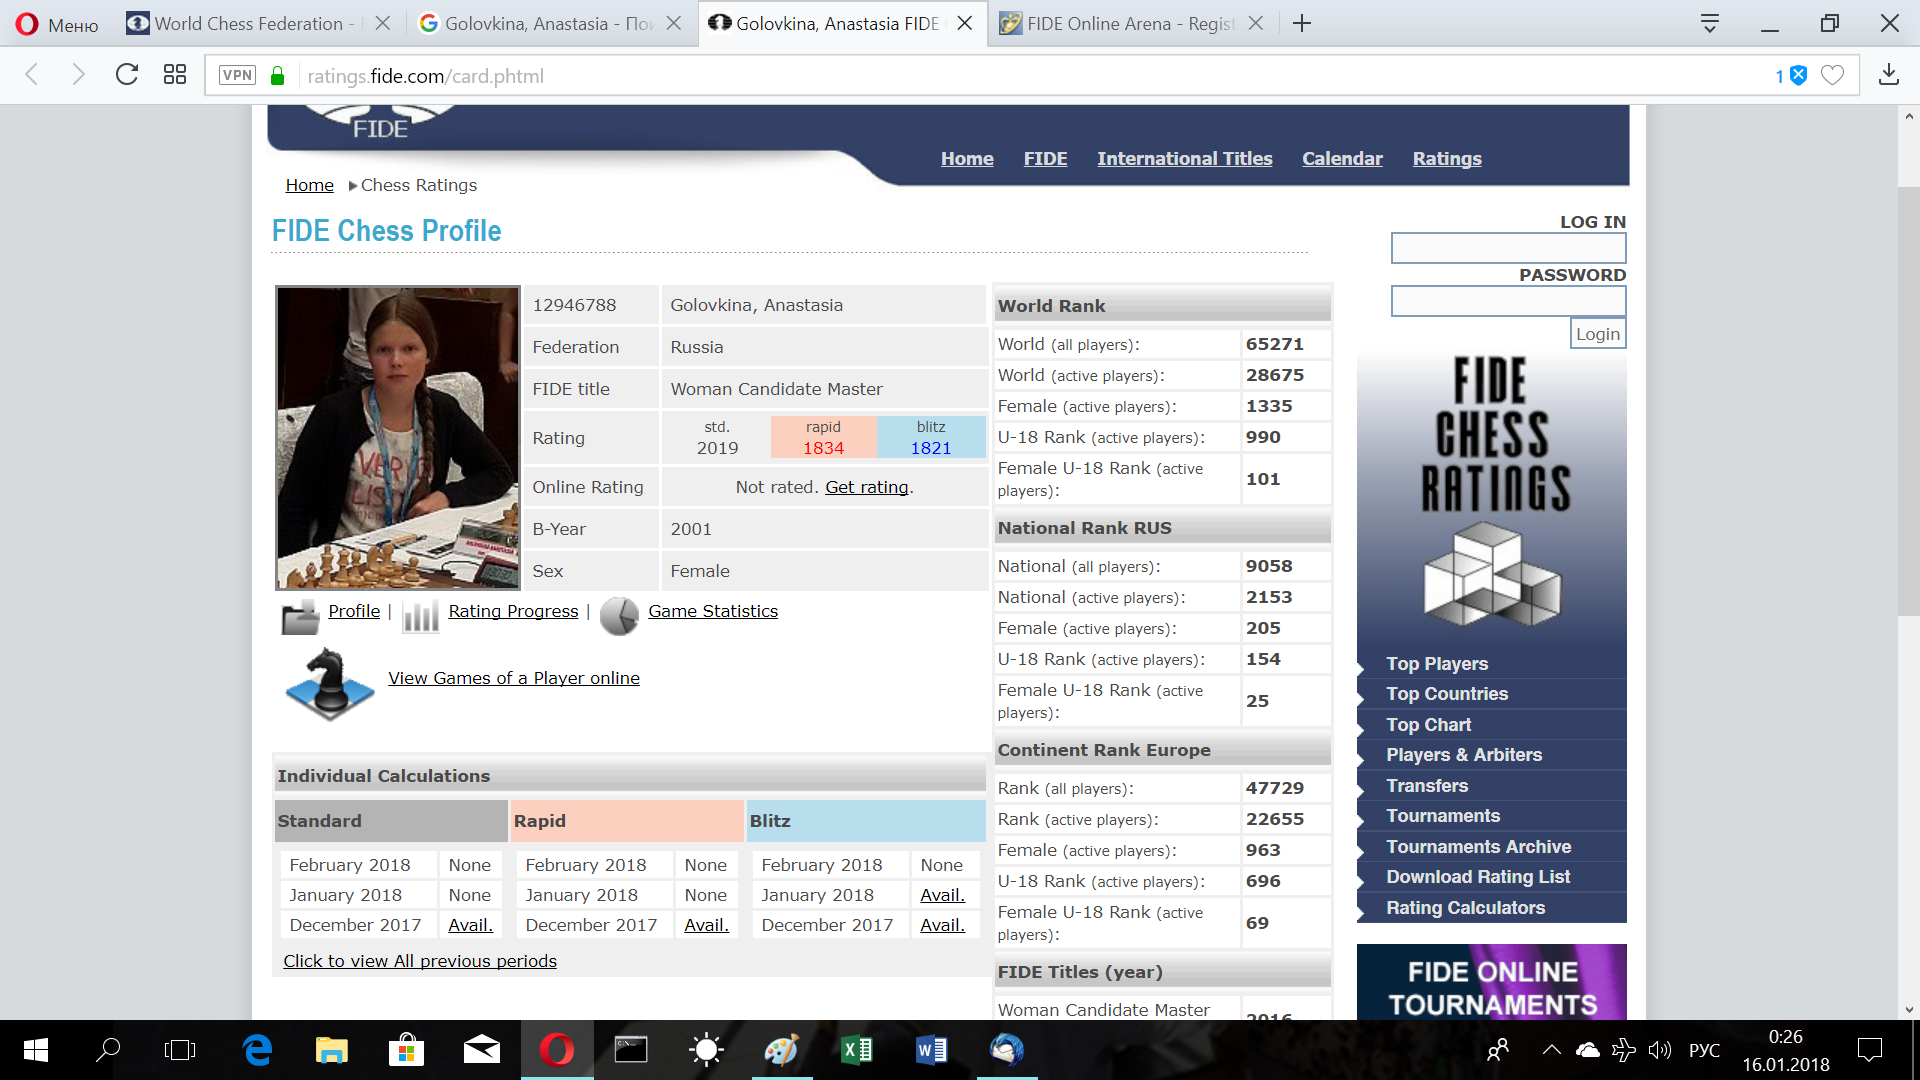 Меню
World Chess Federation -
Golovkina, Anastasia - Пои
Golovkina, Anastasia FIDE
FIDE Online Arena - Regist
VPN
ratings.fide.com/card.phtml
1
FIDE
Home FIDE International Titles Calendar Ratings
Home Chess Ratings
FIDE Chess Profile
LOG IN
PASSWORD
Login
12946788 Golovkina, Anastasia
Federation Russia
FIDE title Woman Candidate Master
Rating
std. rapid blitz
2019 1834 1821
Online Rating Not rated. Get rating.
B-Year 2001
Sex Female
Profile | Rating Progress | Game Statistics
View Games of a Player online
Individual Calculations
Standard Rapid Blitz
February 2018 None February 2018 None February 2018 None
January 2018 None January 2018 None January 2018 Avail.
December 2017 Avail. December 2017 Avail. December 2017 Avail.
Click to view All previous periods
World Rank
World (all players): 65271
World (active players): 28675
Female (active players): 1335
U-18 Rank (active players): 990
Female U-18 Rank (active
players): 101
National Rank RUS
National (all players): 9058
National (active players): 2153
Female (active players): 205
U-18 Rank (active players): 154
Female U-18 Rank (active
players): 25
Continent Rank Europe
Rank (all players): 47729
Rank (active players): 22655
Female (active players): 963
U-18 Rank (active players): 696
Female U-18 Rank (active
players): 69
FIDE Titles (year)
Woman Candidate Master 2016
FIDE
CHESS
RATINGS
Top Players
Top Countries
Top Chart
Players & Arbiters
Transfers
Tournaments
Tournaments Archive
Download Rating List
Rating Calculators
FIDE ONLINE
TOURNAMENTS
РУС
0:26
16.01.2018